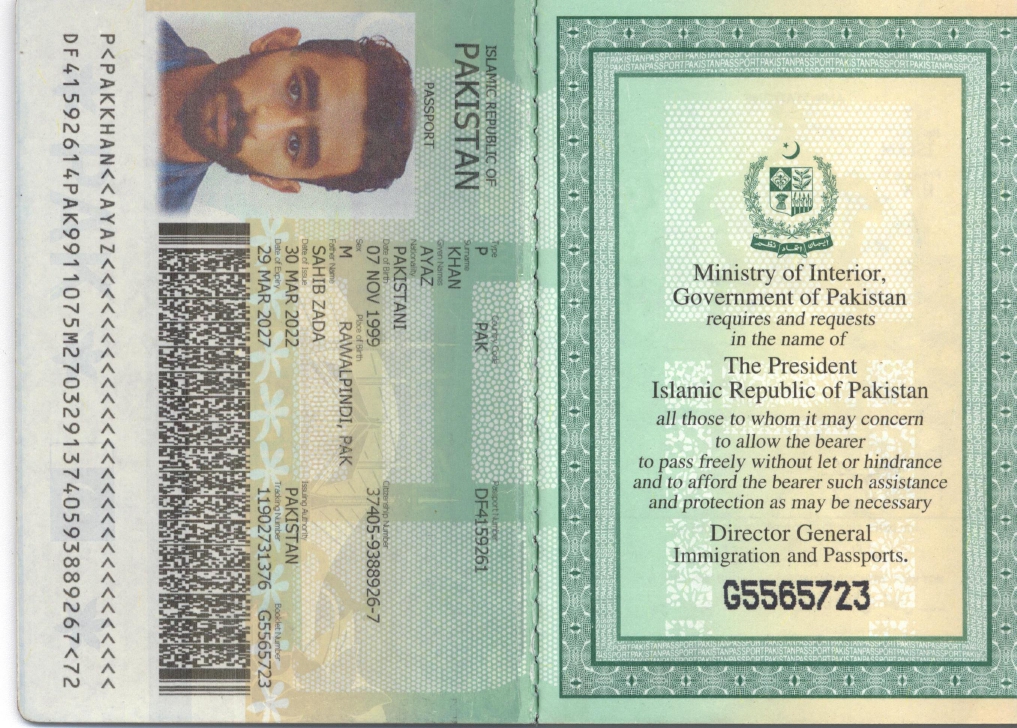 ISLAMIC REPUBLIC OF
PAKISTAN
PASSPORT
Type Country Code Passport Number
P PAK DF4159261
Surname
KHAN
Given Names
AYAZ
Nationality
PAKISTANI
Date of Birth Citizenship Number
07 NOV 1999 37405-9388926-7
Sex Place of Birth
M RAWALPINDI, PAK
Father Name
SAHIB ZADA
Date of Issue Issuing Authority
30 MAR 2022 PAKISTAN
Date of Expiry Tracking Number Booklet Number
29 MAR 2027 11902731376 G5565723
P<PAKKHAN<<AYAZ<<<<<<<<<<<<<<<<<<<<<<<<<<<<<
DF41592614PAK9911075M27032913740593889267<72
ایمان اتحاد نظم
Ministry of Interior,
Government of Pakistan
requires and requests
in the name of
The President
Islamic Republic of Pakistan
all those to whom it may concern
to allow the bearer
to pass freely without let or hindrance
and to afford the bearer such assistance
and protection as may be necessary
Director General
Immigration and Passports.
G5565723